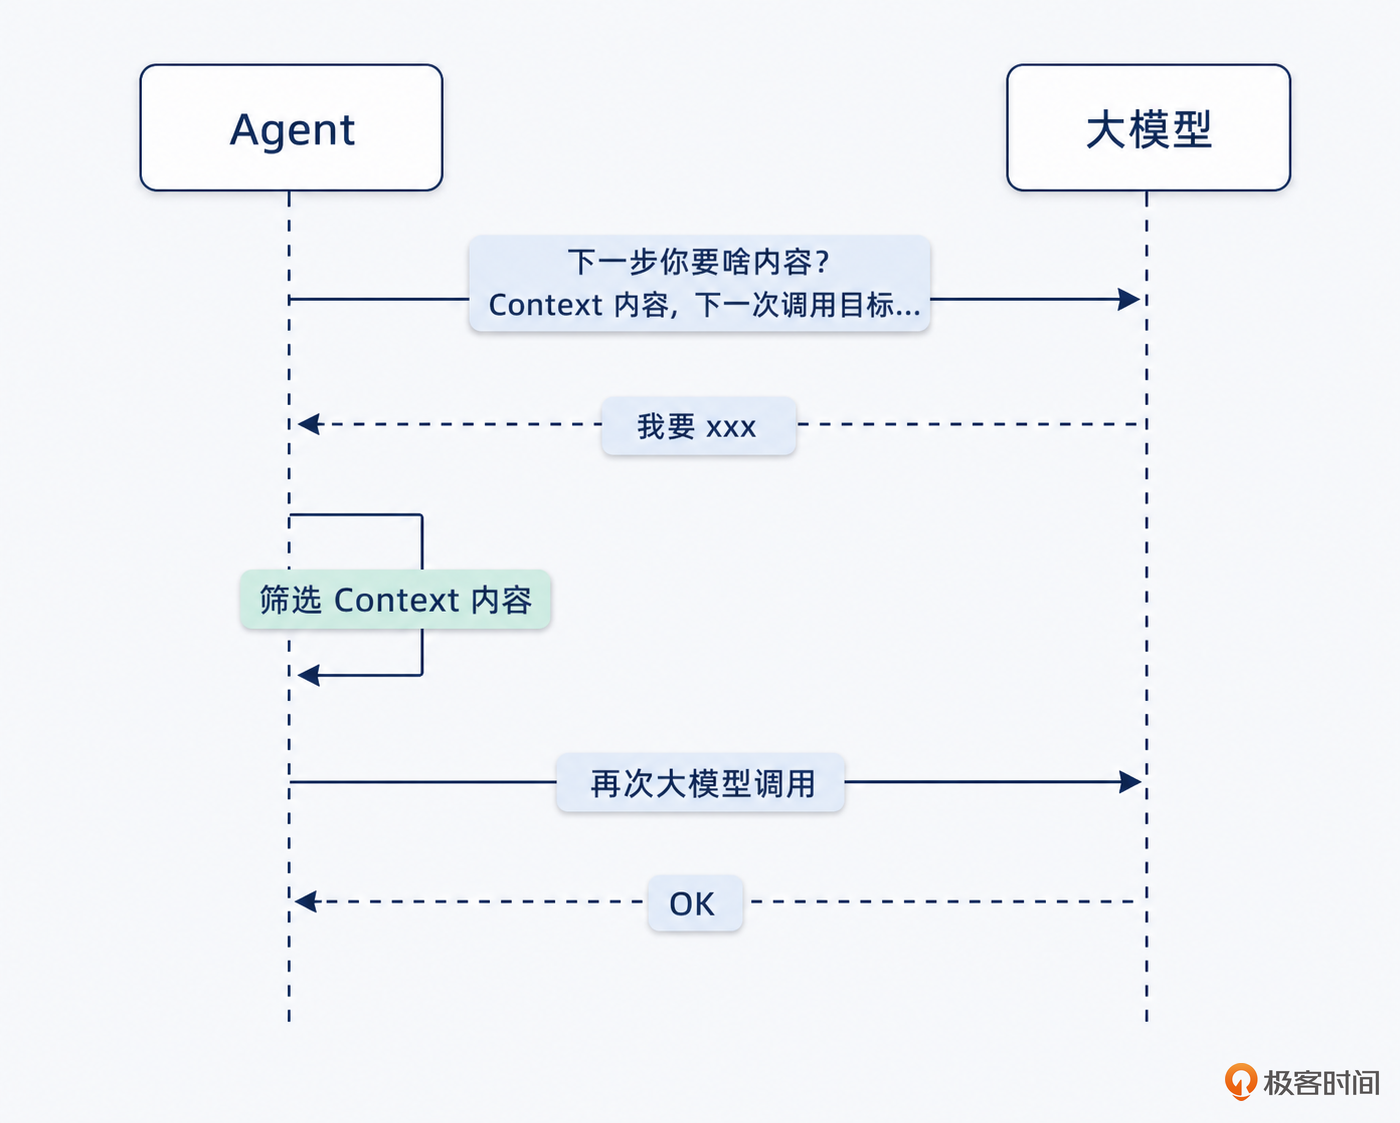 Agent
大模型
下一步你要啥内容？
Context 内容，下一次调用目标...
我要 xxx
筛选 Context 内容
再次大模型调用
OK
极客时间